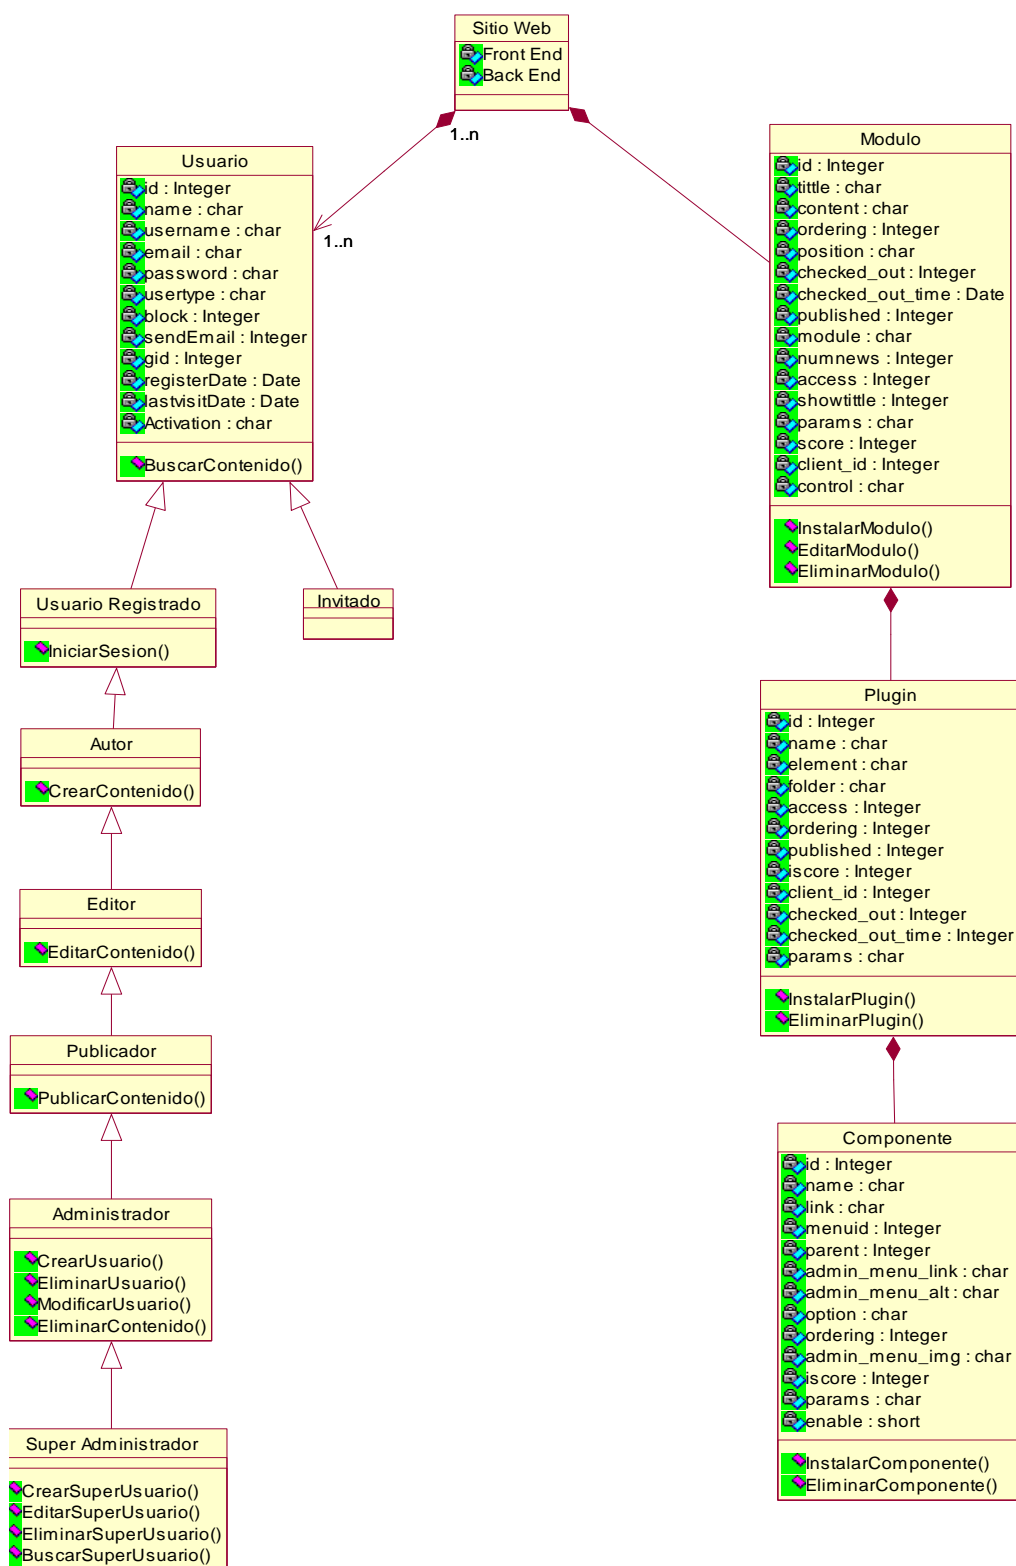 Sitio Web
Front End
Back End
1..n
1..n
Usuario
id : Integer
name : char
username : char
email : char
password : char
usertype : char
block : Integer
sendEmail : Integer
gid : Integer
registerDate : Date
lastvisitDate : Date
Activation : char
BuscarContenido()
Usuario Registrado
IniciarSesion()
Invitado
Autor
CrearContenido()
Editor
EditarContenido()
Publicador
PublicarContenido()
Administrador
CrearUsuario()
EliminarUsuario()
ModificarUsuario()
EliminarContenido()
Super Administrador
CrearSuperUsuario()
EditarSuperUsuario()
EliminarSuperUsuario()
BuscarSuperUsuario()
Modulo
id : Integer
tittle : char
content : char
ordering : Integer
position : char
checked_out : Integer
checked_out_time : Date
published : Integer
module : char
numnews : Integer
access : Integer
showtittle : Integer
params : char
score : Integer
client_id : Integer
control : char
InstalarModulo()
EditarModulo()
EliminarModulo()
Plugin
id : Integer
name : char
element : char
folder : char
access : Integer
ordering : Integer
published : Integer
iscore : Integer
client_id : Integer
checked_out : Integer
checked_out_time : Integer
params : char
InstalarPlugin()
EliminarPlugin()
Componente
id : Integer
name : char
link : char
menuid : Integer
parent : Integer
admin_menu_link : char
admin_menu_alt : char
option : char
ordering : Integer
admin_menu_img : char
iscore : Integer
params : char
enable : short
InstalarComponente()
EliminarComponente()